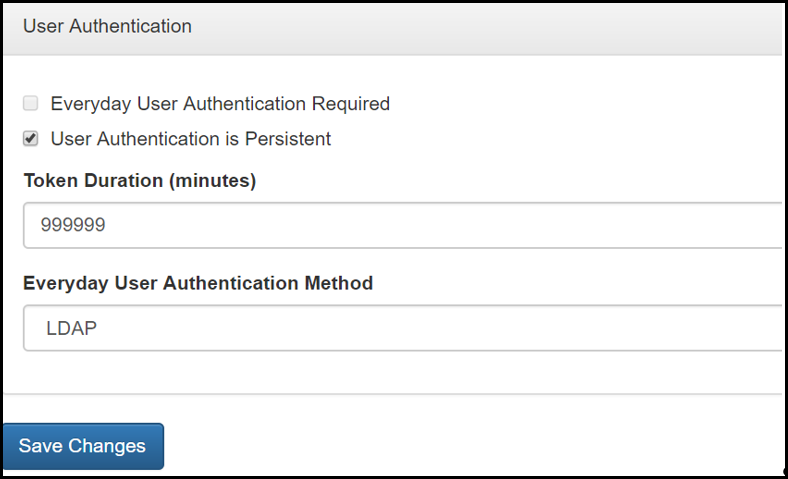 User Authentication
Everyday User Authentication Required
User Authentication is Persistent
Token Duration (minutes)
999999
Everyday User Authentication Method
LDAP
Save Changes